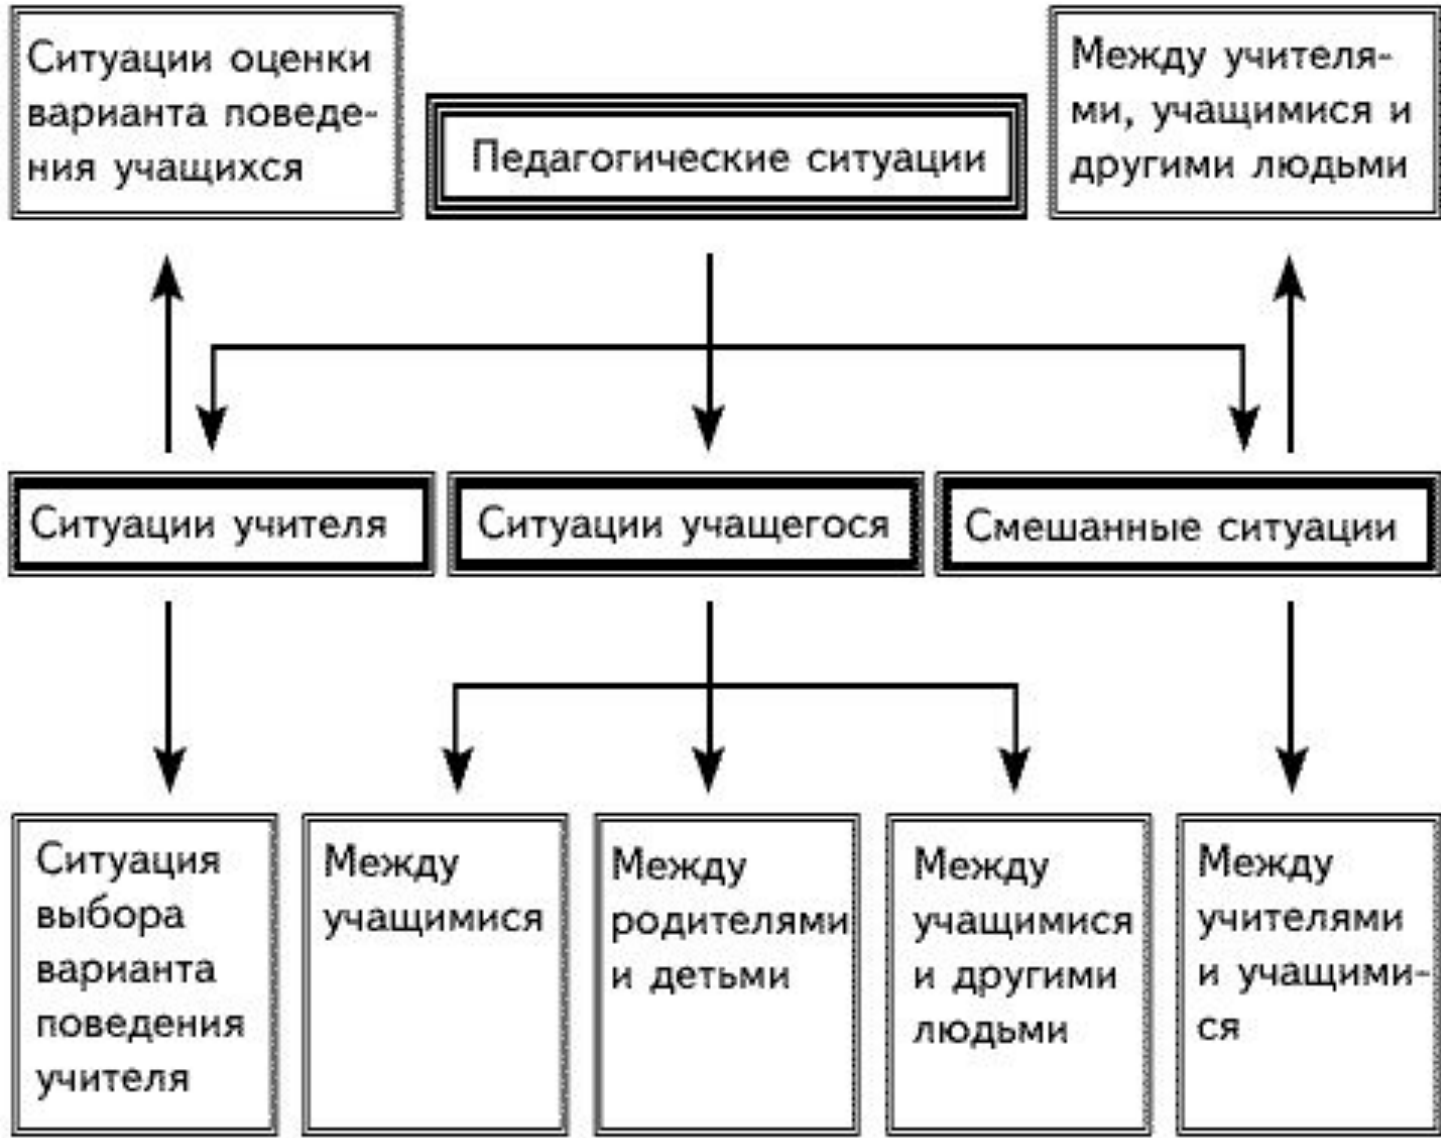 Ситуации оценки
варианта поведе-
ния учащихся
Педагогические ситуации
Между учителя-
ми, учащимися и
другими людьми
Ситуации учителя
Ситуации учащегося
Смешанные ситуации
Ситуация
выбора
варианта
поведения
учителя
Между
учащимися
Между
родителями
и детьми
Между
учащимися
и другими
людьми
Между
учителями
и учащими-
ся